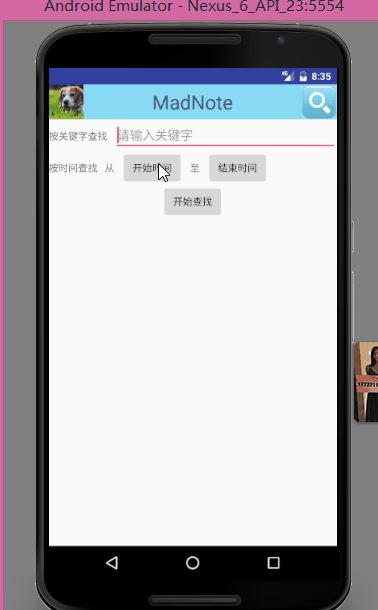 Android Emulator - Nexus_6_API_23:5554
4G 8:35
MadNote
按关键字查找 请输入关键字
按时间查找 从 开始时间 至 结束时间
开始查找